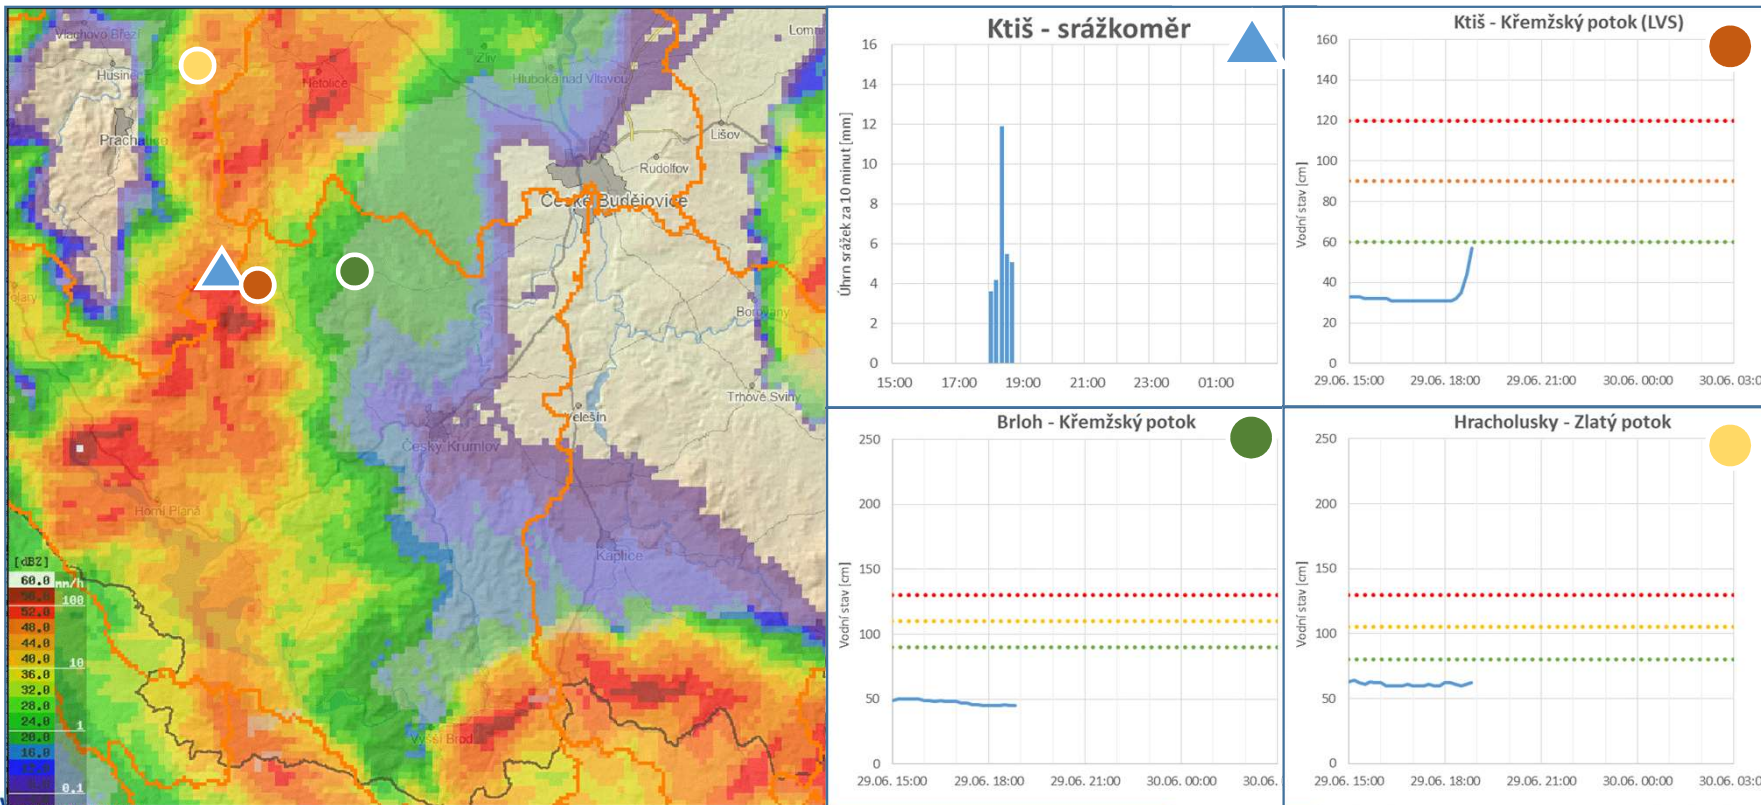 Vlachovo Březí
Husinec
Prachatice
Netolice
Zliv
Hluboká nad Vltavou
Lišov
Rudolfov
České Budějovice
Borovany
Trhové Sviny
Velešín
Český Krumlov
Horní Planá
Kaplice
Vyšší Brod
[dBZ]
60.0
mm/h
100
52.0
48.0
44.0
10
40.0
36.0
32.0
28.0
1
24.0
20.0
16.0
0.1
Ktiš - srážkoměr
Úhrn srážek za 10 minut [mm]
16
14
12
10
8
6
4
2
0
15:00 17:00 19:00 21:00 23:00 01:00
Ktiš - Křemžský potok (LVS)
Vodní stav [cm]
160
140
120
100
80
60
40
20
0
29.06. 15:00 29.06. 18:00 29.06. 21:00 30.06. 00:00 30.06. 03:0
Brloh - Křemžský potok
Vodní stav [cm]
250
200
150
100
50
0
29.06. 15:00 29.06. 18:00 29.06. 21:00 30.06. 00:00 30.06.
Hracholusky - Zlatý potok
Vodní stav [cm]
250
200
150
100
50
0
29.06. 15:00 29.06. 18:00 29.06. 21:00 30.06. 00:00 30.06. 03:0